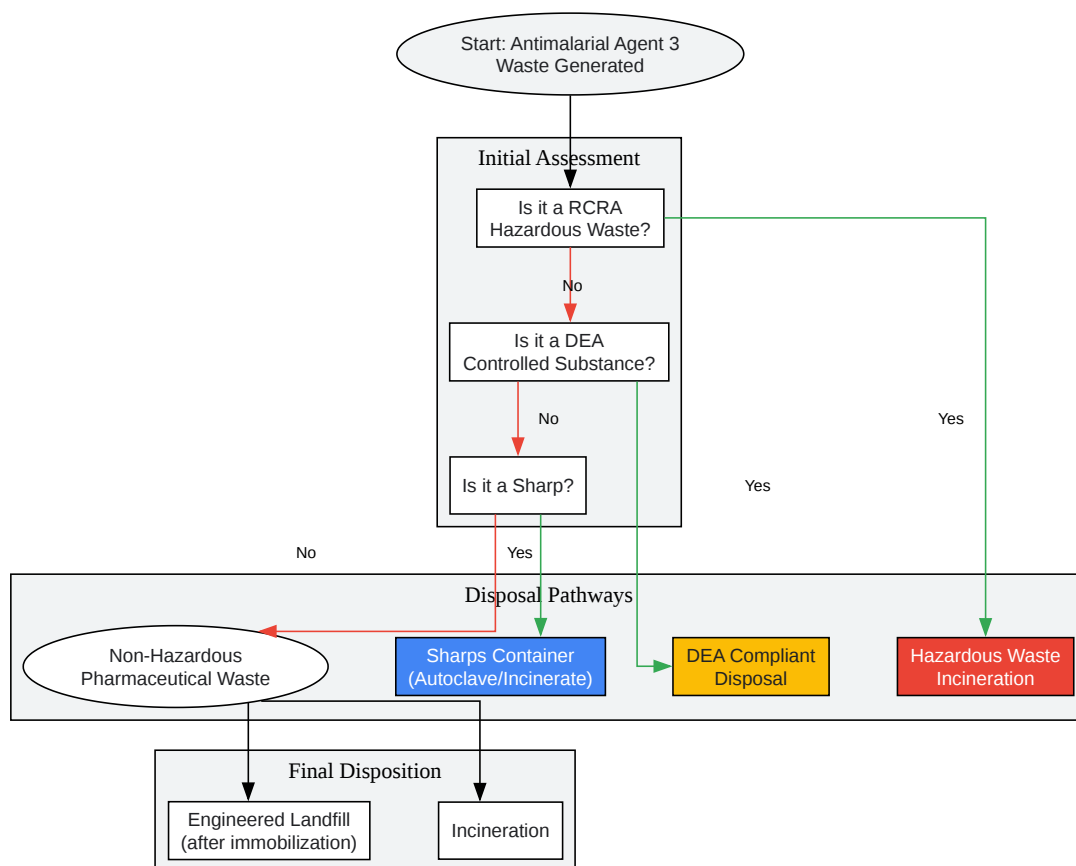 Start: Antimalarial Agent 3
Waste Generated
Initial Assessment
Is it a RCRA
Hazardous Waste?
No
Is it a DEA
Controlled Substance?
No
Yes
Is it a Sharp?
Yes
No
Yes
Disposal Pathways
Non-Hazardous
Pharmaceutical Waste
Sharps Container
(Autoclave/Incinerate)
DEA Compliant
Disposal
Hazardous Waste
Incineration
Final Disposition
Engineered Landfill
(after immobilization)
Incineration